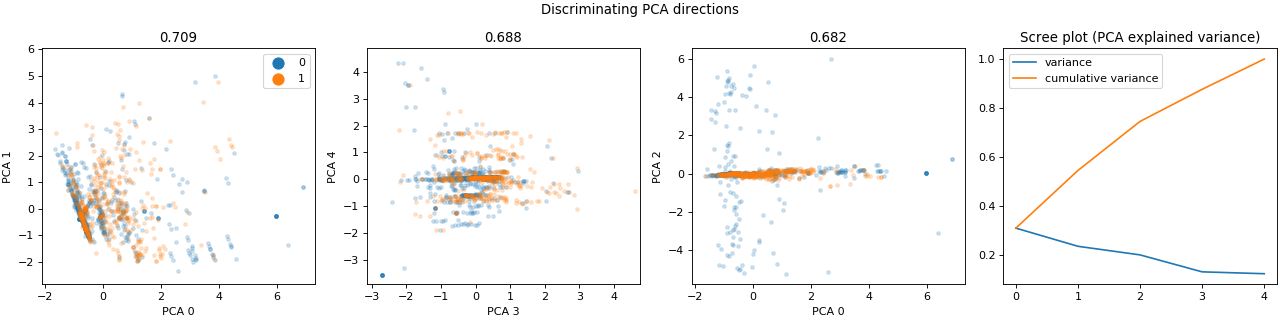 Discriminating PCA directions
0.709
0
1
6
5
4
3
2
1
0
−1
−2
PCA 1
−2 0 2 4 6
PCA 0
0.688
4
3
2
1
0
−1
−2
−3
PCA 4
−3 −2 −1 0 1 2 3 4
PCA 3
0.682
6
4
2
0
−2
−4
PCA 2
−2 0 2 4 6
PCA 0
Scree plot (PCA explained variance)
variance
cumulative variance
1.0
0.8
0.6
0.4
0.2
0 1 2 3 4